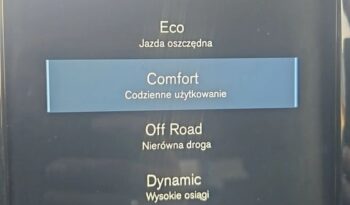 Eco
Jazda oszczędna
Comfort
Codzienne użytkowanie
Off Road
Nierówna droga
Dynamic
Wysokie osiągi